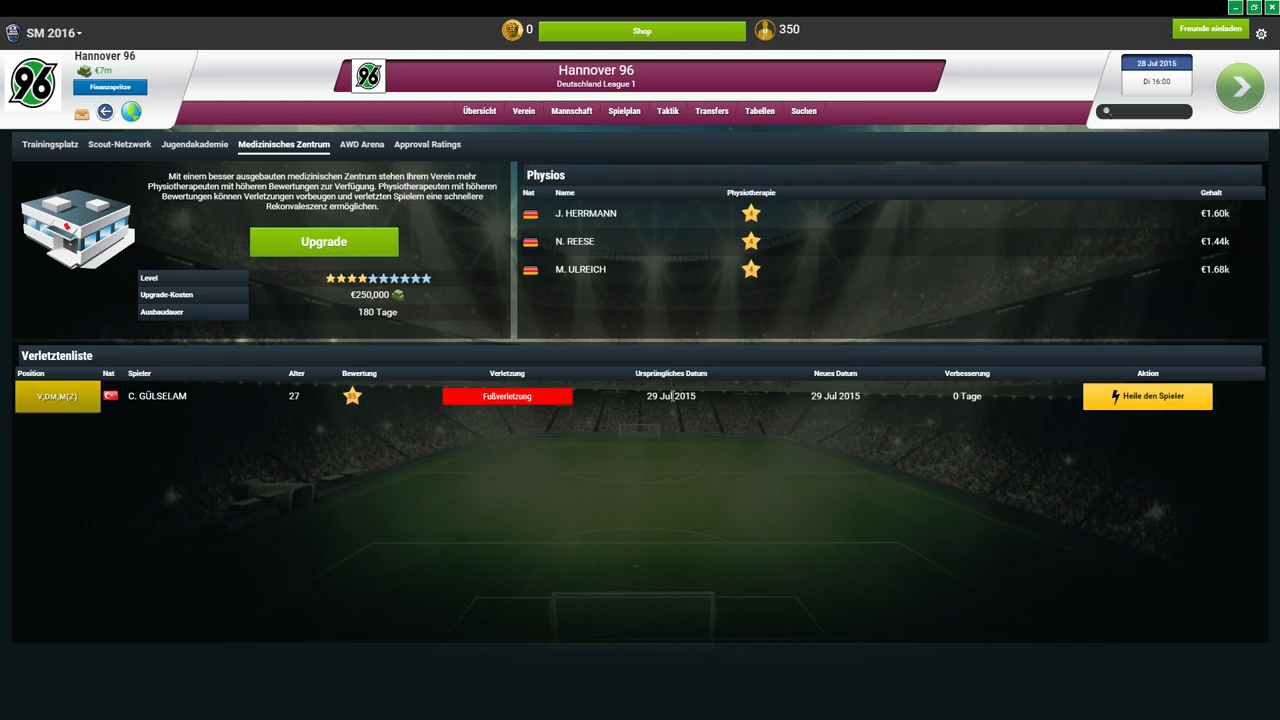 SM 2016
0
Shop
350
Freunde einladen
Hannover 96
€7m
Finanzspritze
96
96
Hannover 96
Deutschland League 1
28 Jul 2015
Di 16:00
Übersicht Verein Mannschaft Spielplan Taktik Transfers Tabellen Suchen
Trainingsplatz Scout-Netzwerk Jugendakademie Medizinisches Zentrum AWD Arena Approval Ratings
Mit einem besser ausgebauten medizinischen Zentrum stehen Ihrem Verein mehr
Physiotherapeuten mit höheren Bewertungen zur Verfügung. Physiotherapeuten mit höheren
Bewertungen können Verletzungen vorbeugen und verletzten Spielern eine schnellere
Rekonvaleszenz ermöglichen.
Upgrade
Level
Upgrade-Kosten €250,000
Ausbaudauer 180 Tage
Physios
Nat Name Physiotherapie Gehalt
J. HERRMANN 4 €1.60k
N. REESE 4 €1.44k
M. ULREICH 4 €1.68k
Verletztenliste
Position Nat Spieler Alter Bewertung Verletzung Ursprüngliches Datum Neues Datum Verbesserung Aktion
V,DM,M(Z) C. GÜLSELAM 27 85 Fußverletzung 29 Jul 2015 29 Jul 2015 0 Tage Heile den Spieler